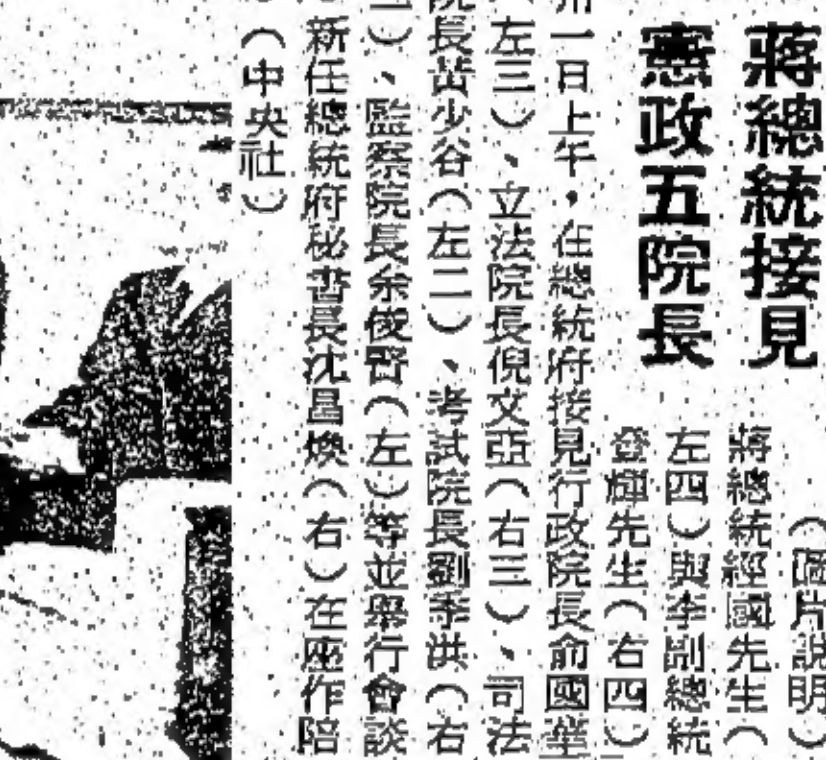 蔣總統接見
憲政五院長
（圖片說明）
蔣總統經國先生（
左四）與李副總統
登輝先生（右四）
卅一日上午，在總統府接見行政院長俞國華
（左三）、立法院長倪文亞（右三）、司法
院長黃少谷（左二）、考試院長劉季洪（右
二）、監察院長余俊賢（左）等並舉行會談
，新任總統府秘書長沈昌煥（右）在座作陪
。（中央社）